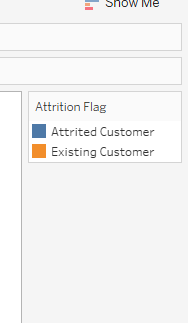 Show Me
Attrition Flag
Attrited Customer
Existing Customer